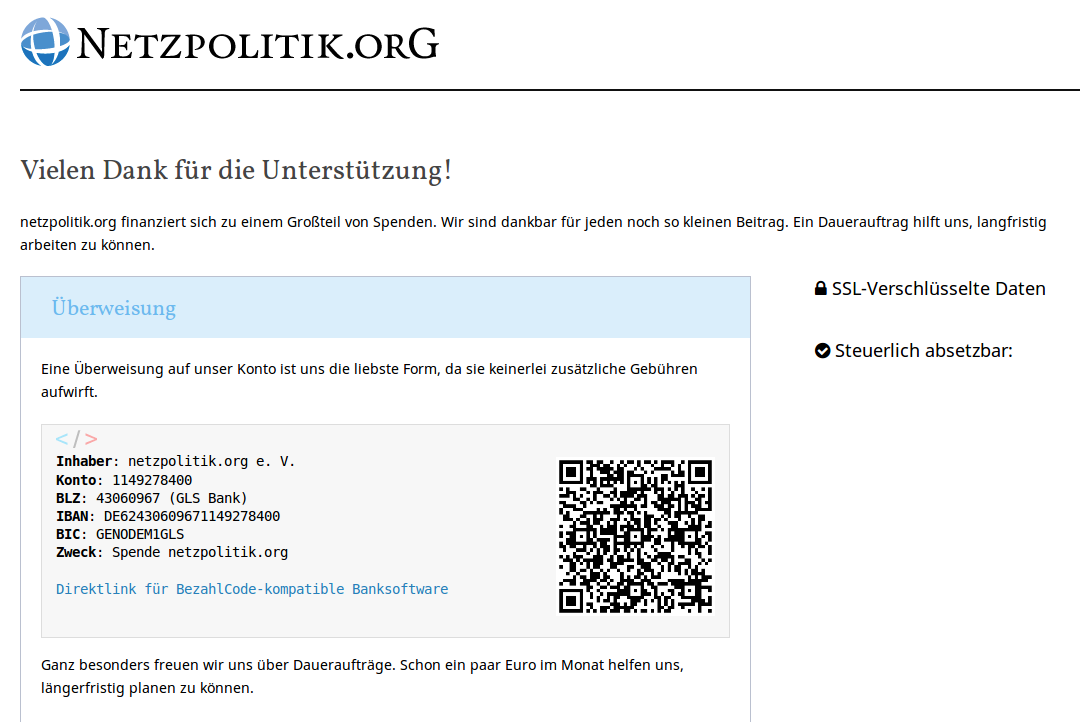 Netzpolitik.orG
Vielen Dank für die Unterstützung!
netzpolitik.org finanziert sich zu einem Großteil von Spenden. Wir sind dankbar für jeden noch so kleinen Beitrag. Ein Dauerauftrag hilft uns, langfristig
arbeiten zu können.
Überweisung
Eine Überweisung auf unser Konto ist uns die liebste Form, da sie keinerlei zusätzliche Gebühren
aufwirft.
</>
Inhaber: netzpolitik.org e. V.
Konto: 1149278400
BLZ: 43060967 (GLS Bank)
IBAN: DE62430609671149278400
BIC: GENODEM1GLS
Zweck: Spende netzpolitik.org
Direktlink für BezahlCode-kompatible Banksoftware
Ganz besonders freuen wir uns über Daueraufträge. Schon ein paar Euro im Monat helfen uns,
längerfristig planen zu können.
SSL-Verschlüsselte Daten
Steuerlich absetzbar: